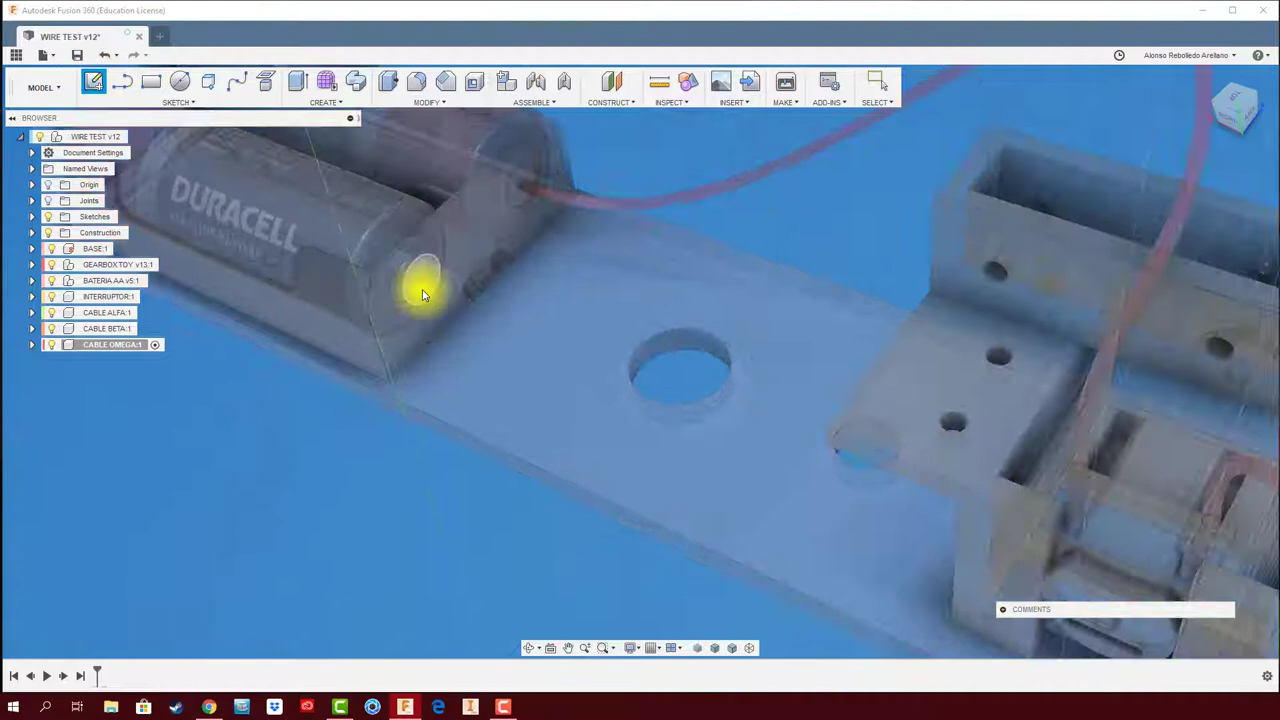 Autodesk Fusion 360 (Education License)
WIRE TEST v12*
Alonso Rebolledo Arellano
MODEL
SKETCH
CREATE
MODIFY
ASSEMBLE
CONSTRUCT
INSPECT
INSERT
MAKE
ADD-INS
SELECT
BROWSER
WIRE TEST v12
Document Settings
Named Views
Origin
Joints
Sketches
Construction
BASE:1
GEARBOX TOY v13:1
BATERIA AA v5:1
INTERRUPTOR:1
CABLE ALFA:1
CABLE BETA:1
CABLE OMEGA:1
DURACELL
COMMENTS